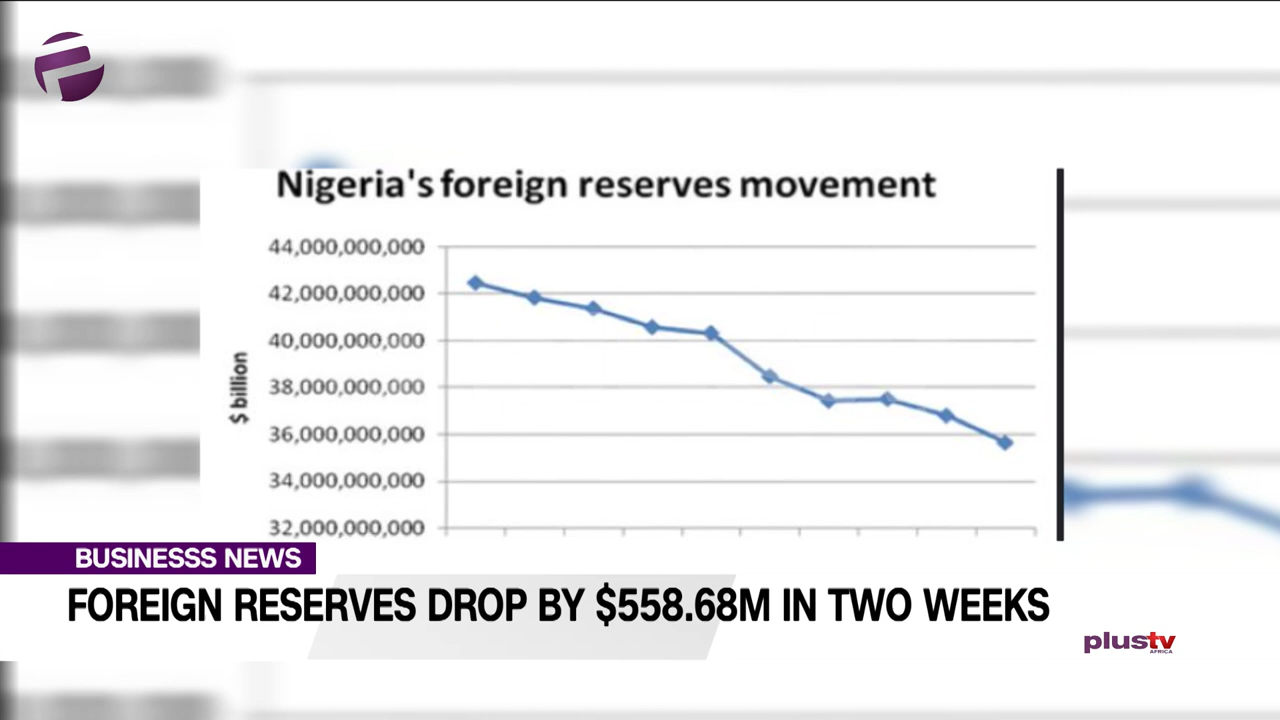 Nigeria's foreign reserves movement
44,000,000,000
42,000,000,000
40,000,000,000
38,000,000,000
36,000,000,000
34,000,000,000
32,000,000,000
$ billion
BUSINESSS NEWS
FOREIGN RESERVES DROP BY $558.68M IN TWO WEEKS
plustv
AFRICA